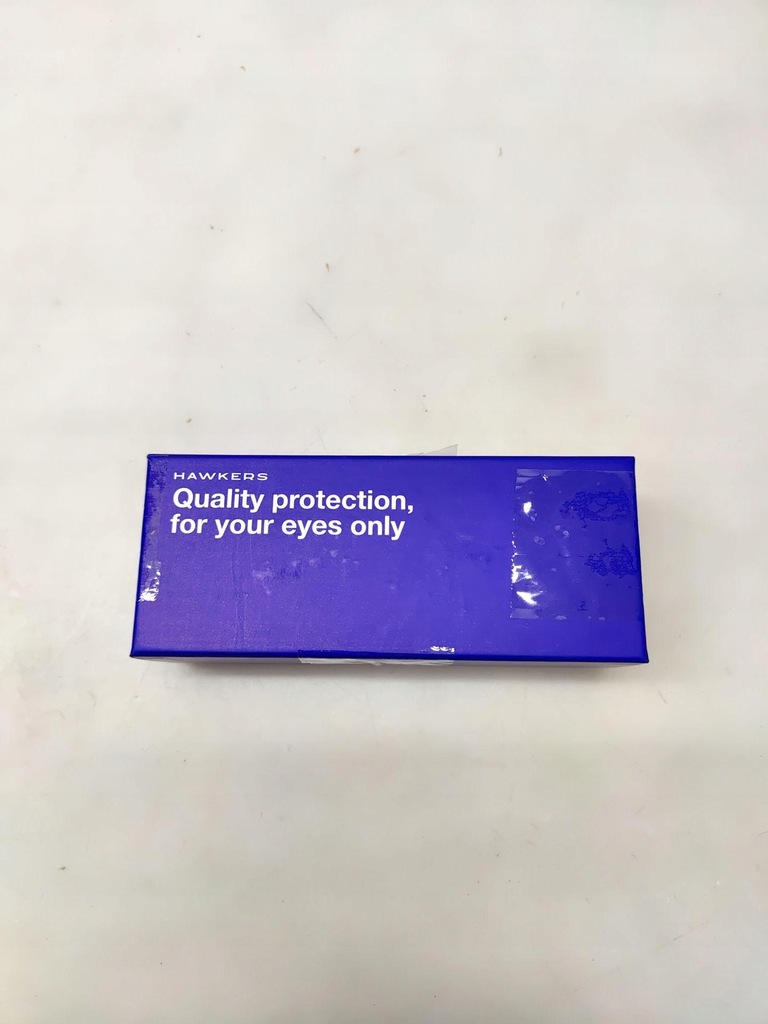 HAWKERS
Quality protection,
for your eyes only